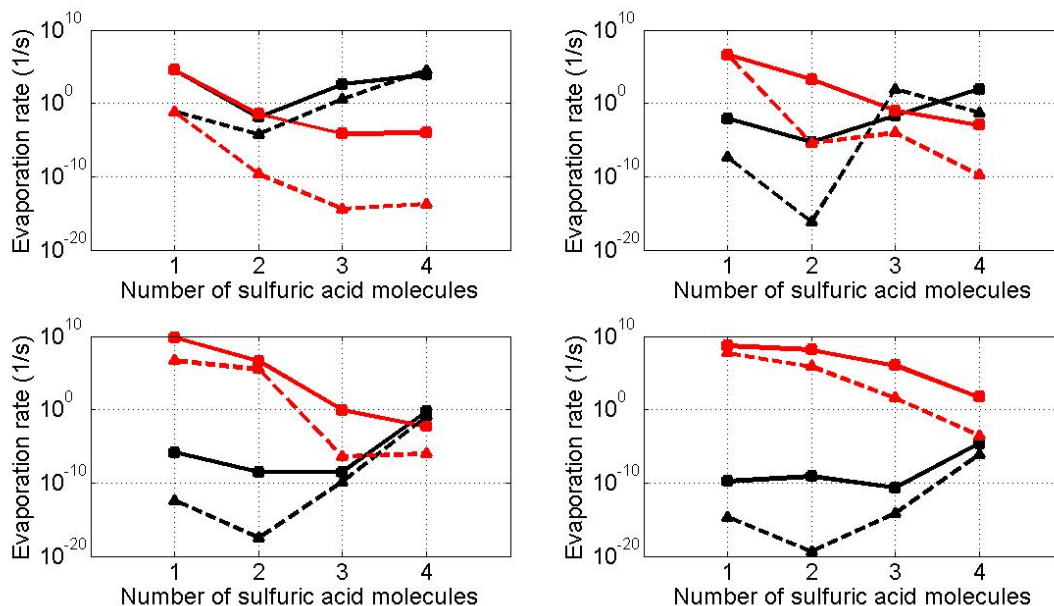 Evaporation rate (1/s)
10^10
10^0
10^-10
10^-20
1 2 3 4
Number of sulfuric acid molecules
Evaporation rate (1/s)
10^10
10^0
10^-10
10^-20
1 2 3 4
Number of sulfuric acid molecules
Evaporation rate (1/s)
10^10
10^0
10^-10
10^-20
1 2 3 4
Number of sulfuric acid molecules
Evaporation rate (1/s)
10^10
10^0
10^-10
10^-20
1 2 3 4
Number of sulfuric acid molecules